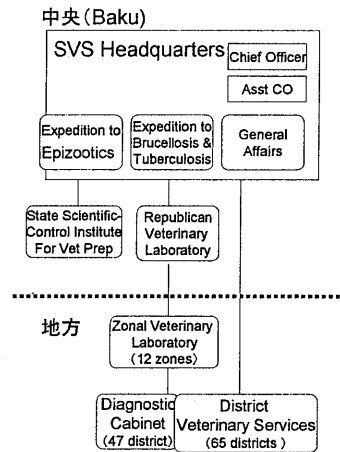 中央(Baku)
SVS Headquarters
Chief Officer
Asst CO
Expedition to
Epizootics
Expedition to
Brucellosis &
Tuberculosis
General
Affairs
State Scientific-
Control Institute
For Vet Prep
Republican
Veterinary
Laboratory
地方
Zonal Veterinary
Laboratory
(12 zones)
Diagnostic
Cabinet
(47 district)
District
Veterinary Services
(65 districts )